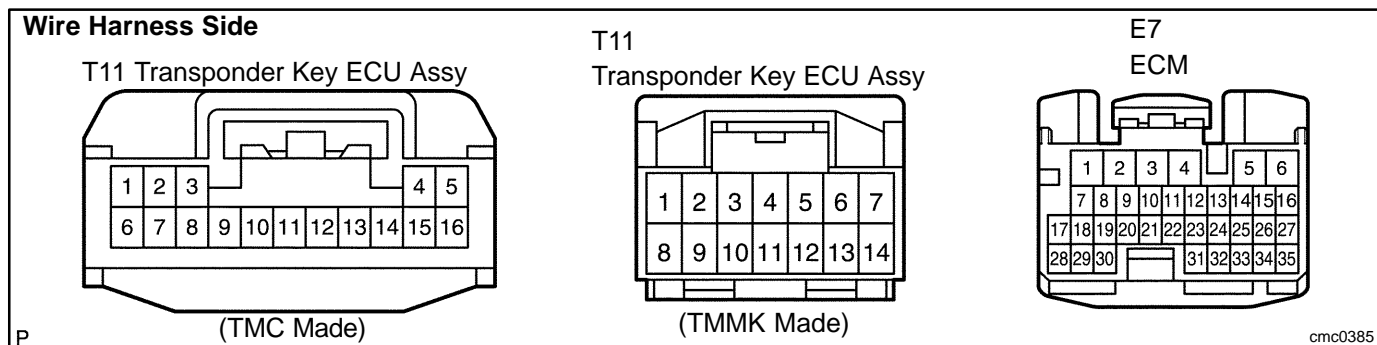 Wire Harness Side
T11 Transponder Key ECU Assy
1 2 3 4 5
6 7 8 9 10 11 12 13 14 15 16
(TMC Made)
T11
Transponder Key ECU Assy
1 2 3 4 5 6 7
8 9 10 11 12 13 14
(TMMK Made)
E7
ECM
1 2 3 4 5 6
7 8 9 10 11 12 13 14 15 16
17 18 19 20 21 22 23 24 25 26 27
28 29 30 31 32 33 34 35
P
cmc0385